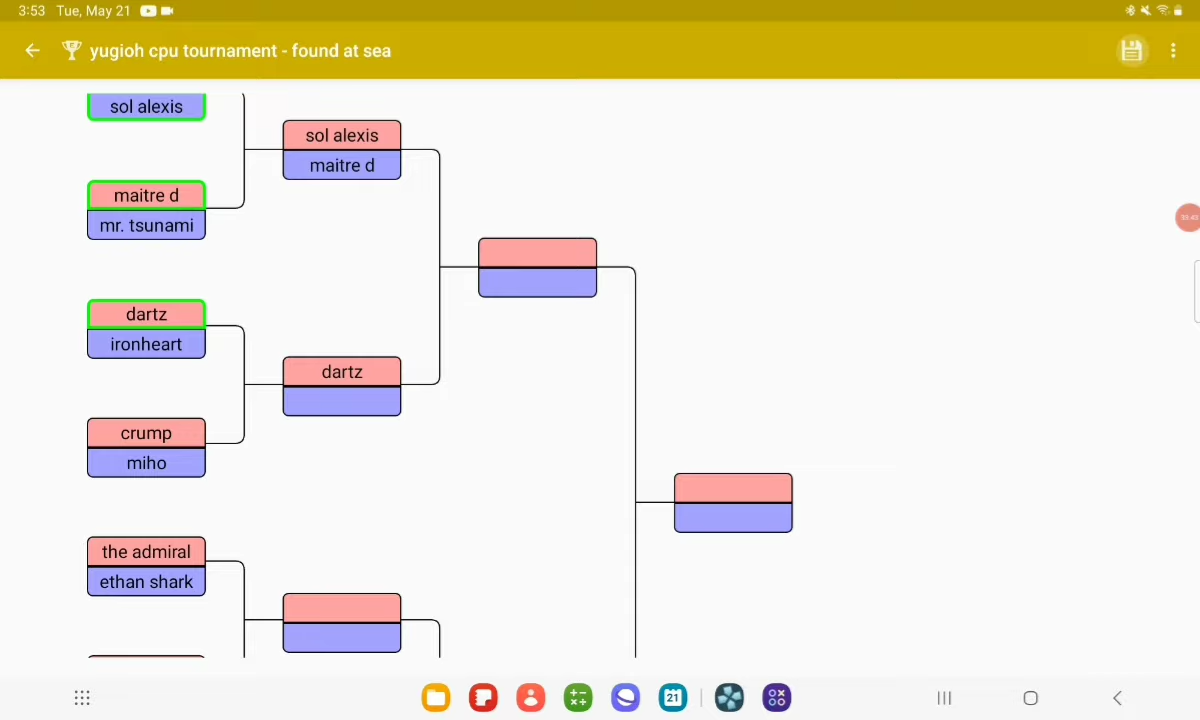 3:53 Tue, May 21
yugioh cpu tournament - found at sea
sol alexis
sol alexis
maitre d
maitre d
mr. tsunami
dartz
ironheart
dartz
crump
miho
the admiral
ethan shark
21